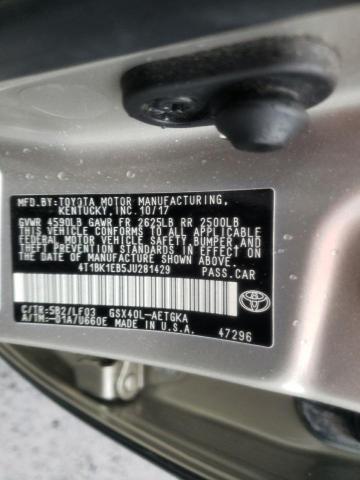 MFD.BY:TOYOTA MOTOR MANUFACTURING,
KENTUCKY,INC.10/17
GVWR 4590LB GAWR FR 2625LB RR 2500LB
THIS VEHICLE CONFORMS TO ALL APPLICABLE
FEDERAL MOTOR VEHICLE SAFETY, BUMPER, AND
THEFT PREVENTION STANDARDS IN EFFECT ON
THE DATE OF MANUFACTURE SHOWN ABOVE.
4T1BK1EB5JU281429 PASS.CAR
C/TR:5B2/LF03 GSX40L-AETGKA
A/TM:-01A/U660E MADE IN U.S.A.
47296
TOYOTA